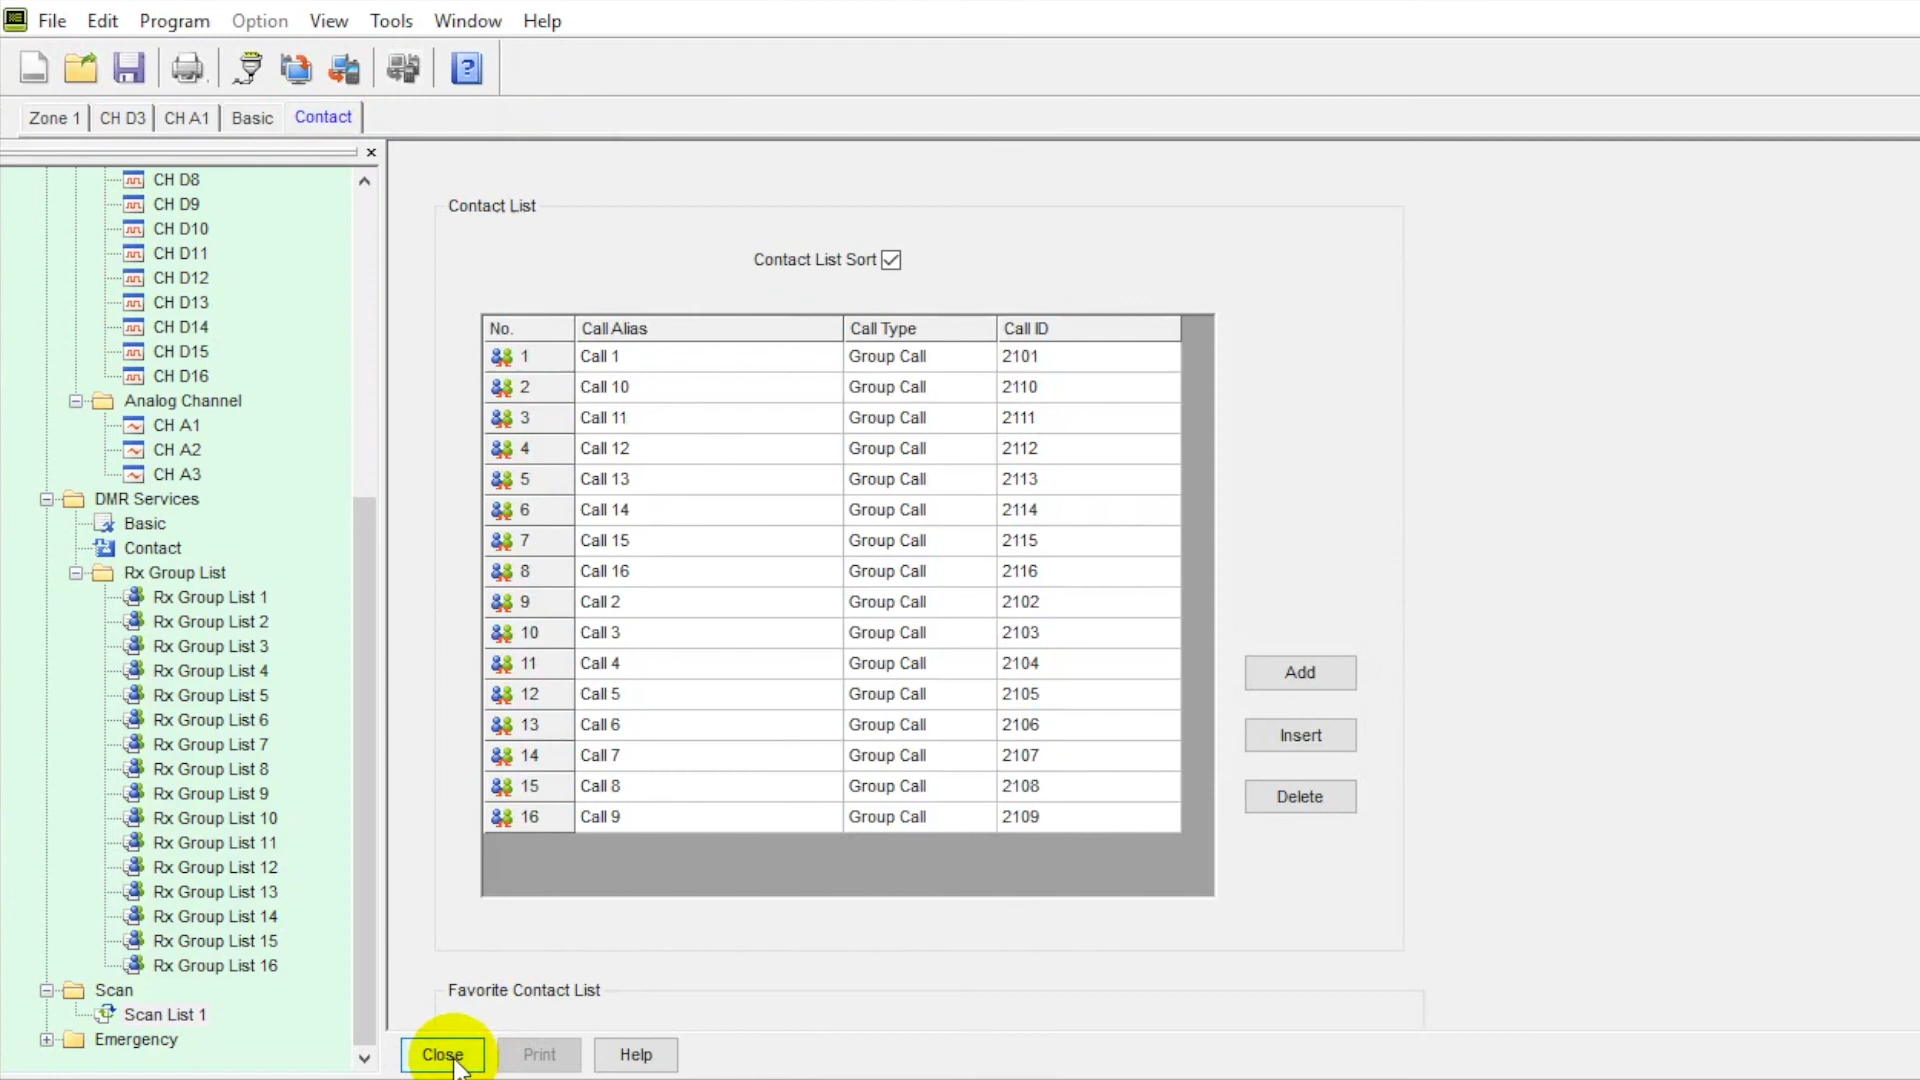 File Edit Program Option View Tools Window Help
Zone 1 CH D3 CH A1 Basic Contact
CH D8
CH D9
CH D10
CH D11
CH D12
CH D13
CH D14
CH D15
CH D16
Analog Channel
CH A1
CH A2
CH A3
DMR Services
Basic
Contact
Rx Group List
Rx Group List 1
Rx Group List 2
Rx Group List 3
Rx Group List 4
Rx Group List 5
Rx Group List 6
Rx Group List 7
Rx Group List 8
Rx Group List 9
Rx Group List 10
Rx Group List 11
Rx Group List 12
Rx Group List 13
Rx Group List 14
Rx Group List 15
Rx Group List 16
Scan
Scan List 1
Emergency
Contact List
Contact List Sort
No. Call Alias Call Type Call ID
1 Call 1 Group Call 2101
2 Call 10 Group Call 2110
3 Call 11 Group Call 2111
4 Call 12 Group Call 2112
5 Call 13 Group Call 2113
6 Call 14 Group Call 2114
7 Call 15 Group Call 2115
8 Call 16 Group Call 2116
9 Call 2 Group Call 2102
10 Call 3 Group Call 2103
11 Call 4 Group Call 2104
12 Call 5 Group Call 2105
13 Call 6 Group Call 2106
14 Call 7 Group Call 2107
15 Call 8 Group Call 2108
16 Call 9 Group Call 2109
Add
Insert
Delete
Favorite Contact List
Close Print Help